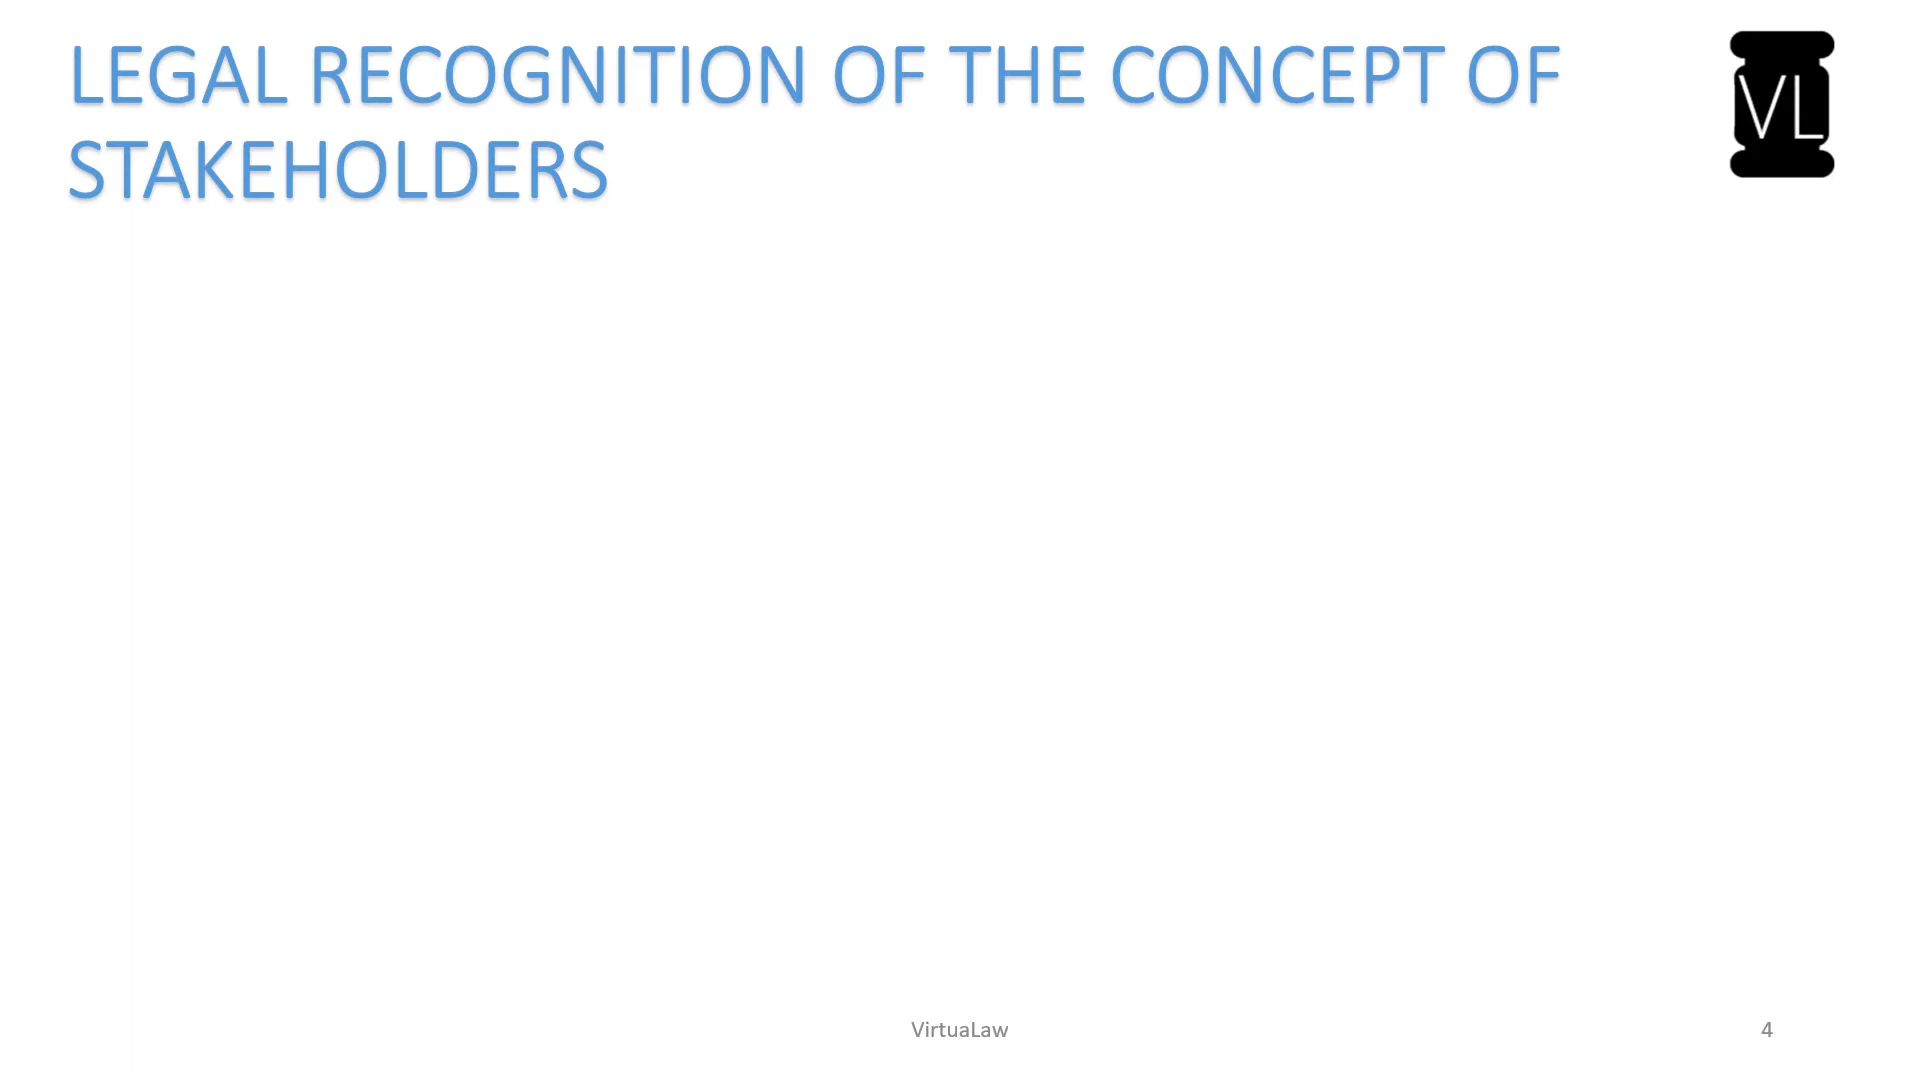 LEGAL RECOGNITION OF THE CONCEPT OF
STAKEHOLDERS
VL
VirtuaLaw
4